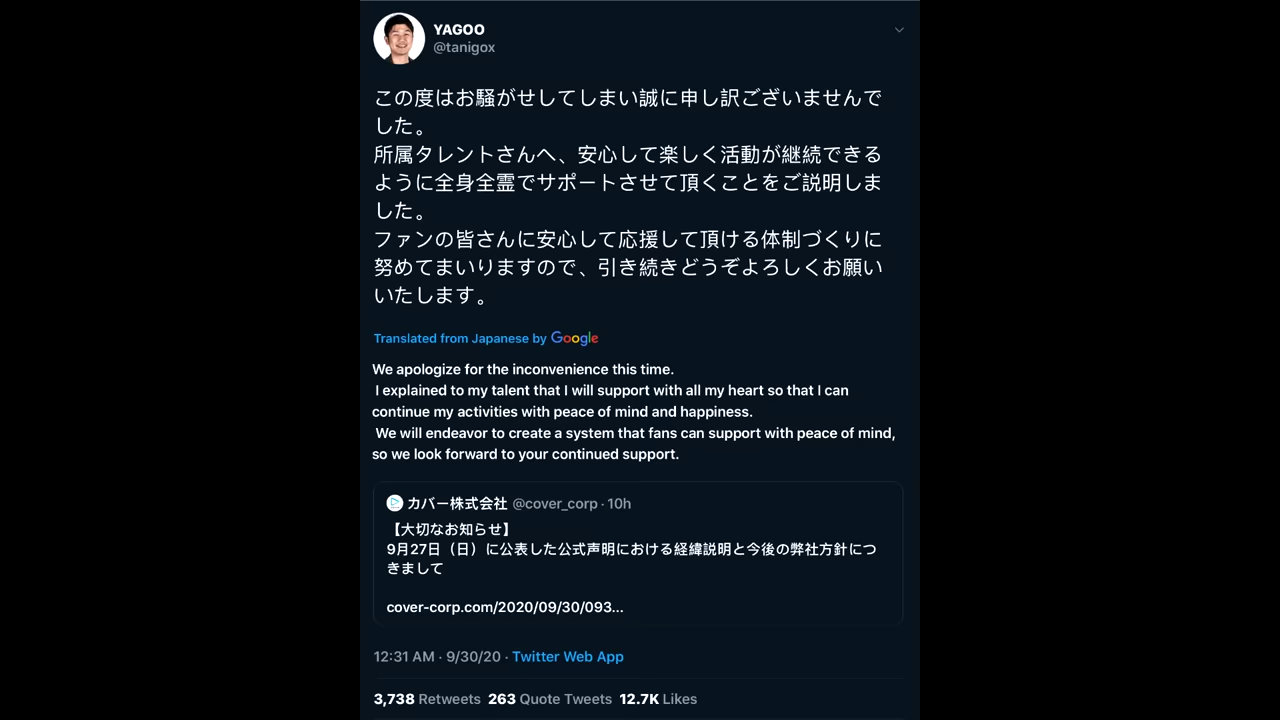 YAGOO
@tanigox
この度はお騒がせしてしまい誠に申し訳ございませんで
した。
所属タレントさんへ、安心して楽しく活動が継続できる
ように全身全霊でサポートさせて頂くことをご説明しま
した。
ファンの皆さんに安心して応援して頂ける体制づくりに
努めてまいりますので、引き続きどうぞよろしくお願い
いたします。
Translated from Japanese by Google
We apologize for the inconvenience this time.
I explained to my talent that I will support with all my heart so that I can
continue my activities with peace of mind and happiness.
We will endeavor to create a system that fans can support with peace of mind,
so we look forward to your continued support.
カバー株式会社 @cover_corp · 10h
【大切なお知らせ】
9月27日（日）に公表した公式声明における経緯説明と今後の弊社方針につ
きまして
cover-corp.com/2020/09/30/093...
12:31 AM · 9/30/20 · Twitter Web App
3,738 Retweets 263 Quote Tweets 12.7K Likes